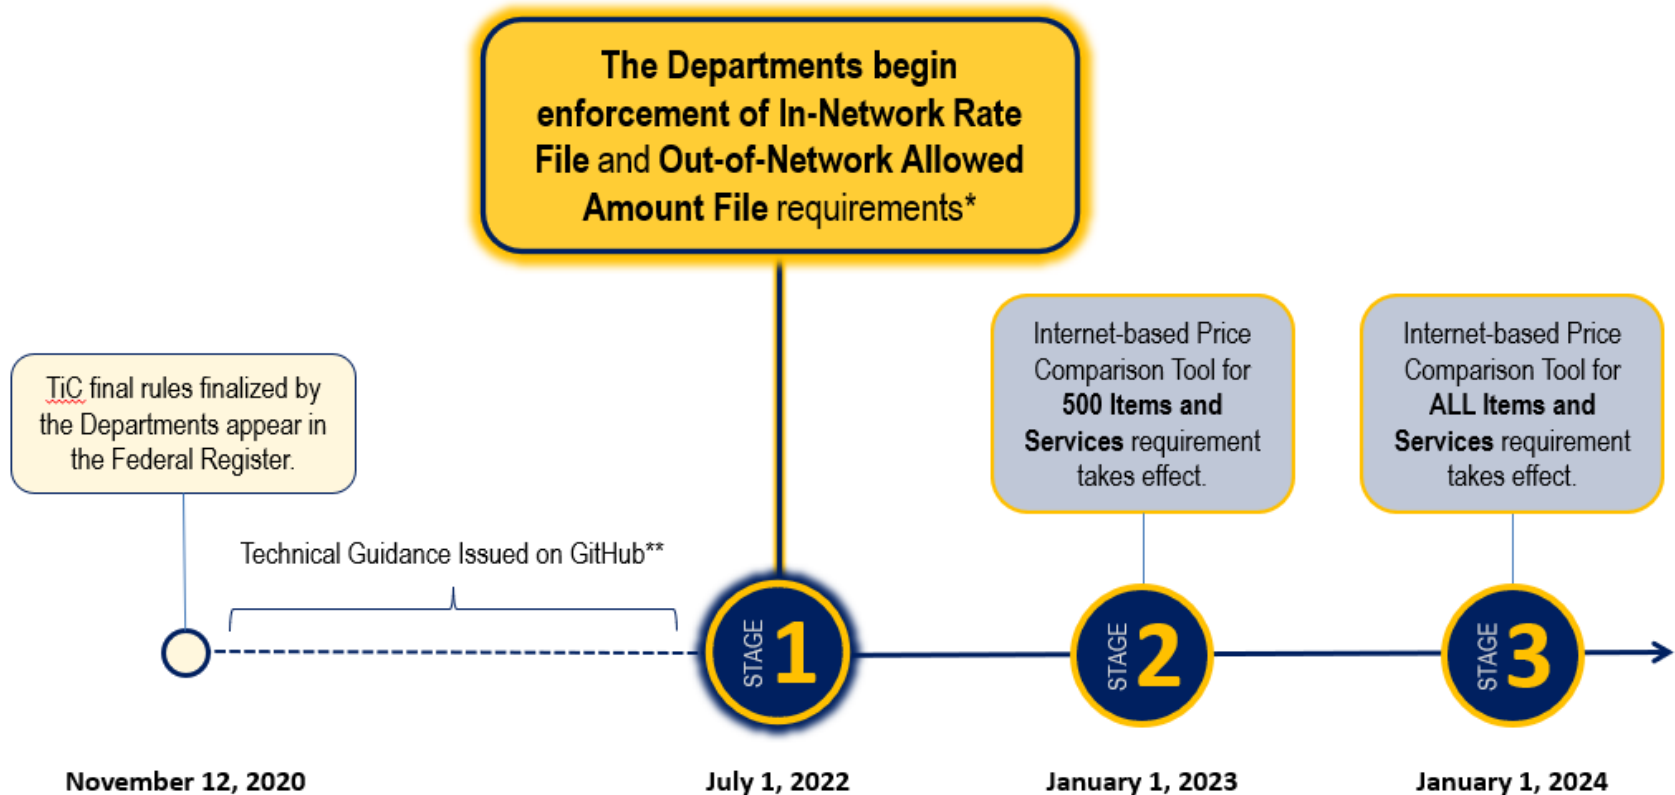 The Departments begin
enforcement of In-Network Rate
File and Out-of-Network Allowed
Amount File requirements*
TiC final rules finalized by
the Departments appear in
the Federal Register.
Internet-based Price
Comparison Tool for
500 Items and
Services requirement
takes effect.
Internet-based Price
Comparison Tool for
ALL Items and
Services requirement
takes effect.
Technical Guidance Issued on GitHub**
STAGE 1
STAGE 2
STAGE 3
November 12, 2020
July 1, 2022
January 1, 2023
January 1, 2024